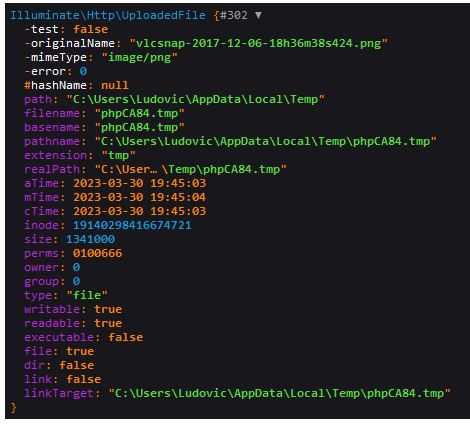 Illuminate\Http\UploadedFile {#302 ▼
-test: false
-originalName: "vlcsnap-2017-12-06-18h36m38s424.png"
-mimeType: "image/png"
-error: 0
#hashName: null
path: "C:\Users\Ludovic\AppData\Local\Temp"
filename: "phpCA84.tmp"
basename: "phpCA84.tmp"
pathname: "C:\Users\Ludovic\AppData\Local\Temp\phpCA84.tmp"
extension: "tmp"
realPath: "C:\User… \Temp\phpCA84.tmp"
aTime: 2023-03-30 19:45:03
mTime: 2023-03-30 19:45:04
cTime: 2023-03-30 19:45:03
inode: 19140298416674721
size: 1341000
perms: 0100666
owner: 0
group: 0
type: "file"
writable: true
readable: true
executable: false
file: true
dir: false
link: false
linkTarget: "C:\Users\Ludovic\AppData\Local\Temp\phpCA84.tmp"
}